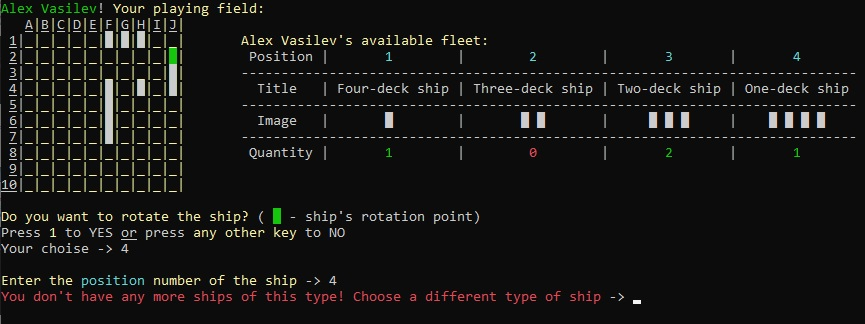 Alex Vasilev! Your playing field:
A|B|C|D|E|F|G|H|I|J|
1|_|_|_|_|_| | | |_|_| Alex Vasilev's available fleet:
2|_|_|_|_|_|_|_|_|_| | Position | 1 | 2 | 3 | 4
3|_|_|_|_|_|_|_|_|_| | ----------
4|_|_|_|_|_| |_| |_| | Title | Four-deck ship | Three-deck ship | Two-deck ship | One-deck ship
5|_|_|_|_|_| |_|_|_|_| ----------
6|_|_|_|_|_| |_|_|_|_| Image | █ | █ █ | █ █ █ | █ █ █ █
7|_|_|_|_|_| |_|_|_|_| ----------
8|_|_|_|_|_|_|_|_|_|_| Quantity | 1 | 0 | 2 | 1
9|_|_|_|_|_|_|_|_|_|_|
10|_|_|_|_|_|_|_|_|_|_|
Do you want to rotate the ship? ( █ - ship's rotation point)
Press 1 to YES or press any other key to NO
Your choise -> 4
Enter the position number of the ship -> 4
You don't have any more ships of this type! Choose a different type of ship -> _